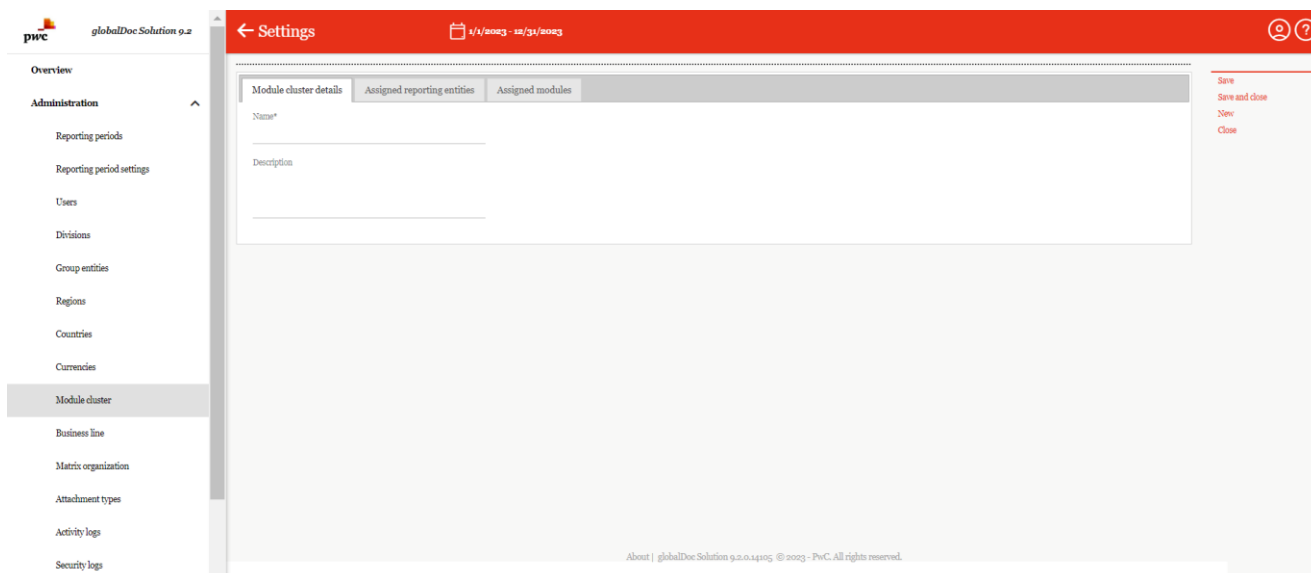 pwc
globalDoc Solution 9.2
Settings
1/1/2023 - 12/31/2023
Overview
Administration
Reporting periods
Reporting period settings
Users
Divisions
Group entities
Regions
Countries
Currencies
Module cluster
Business line
Matrix organization
Attachment types
Activity logs
Security logs
Module cluster details
Assigned reporting entities
Assigned modules
Name*
Description
Save
Save and close
New
Close
About | globalDoc Solution 9.2.0.14105 © 2023 - PwC. All rights reserved.